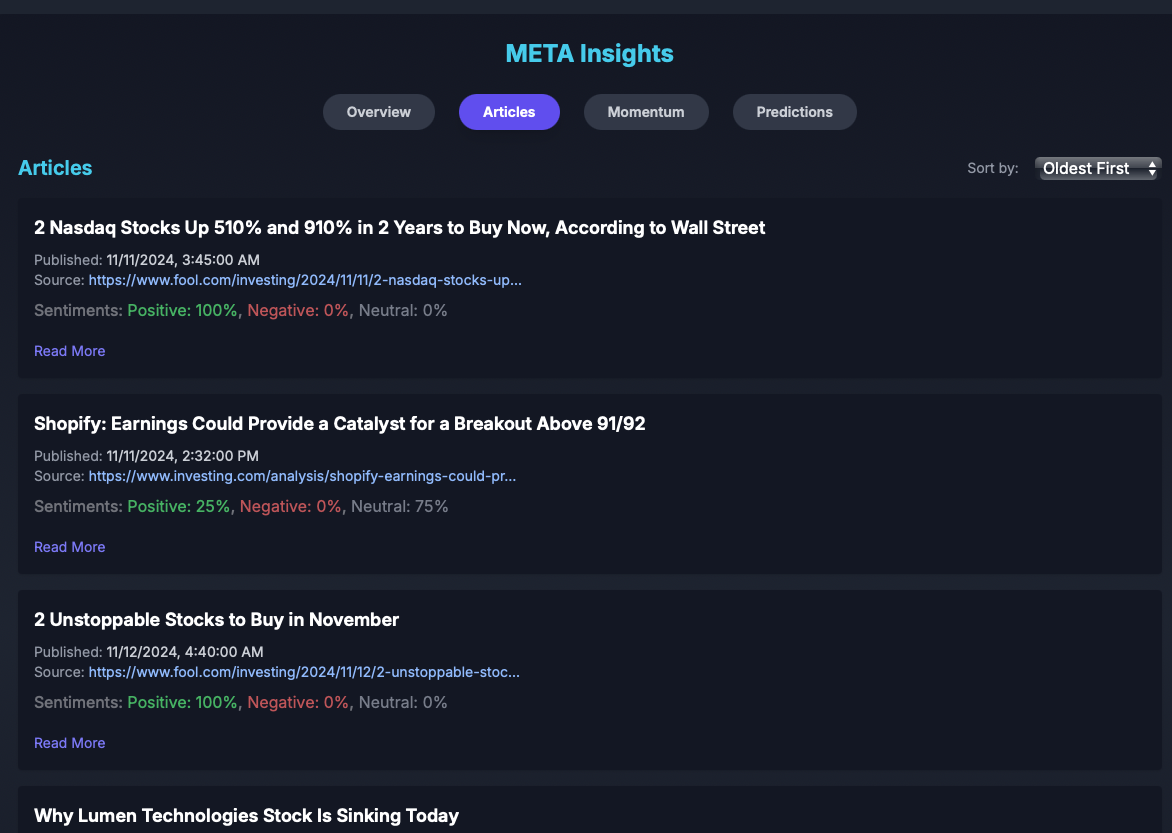 META Insights
Overview Articles Momentum Predictions
Articles Sort by: Oldest First
2 Nasdaq Stocks Up 510% and 910% in 2 Years to Buy Now, According to Wall Street
Published: 11/11/2024, 3:45:00 AM
Source: https://www.fool.com/investing/2024/11/11/2-nasdaq-stocks-up...
Sentiments: Positive: 100%, Negative: 0%, Neutral: 0%
Read More
Shopify: Earnings Could Provide a Catalyst for a Breakout Above 91/92
Published: 11/11/2024, 2:32:00 PM
Source: https://www.investing.com/analysis/shopify-earnings-could-pr...
Sentiments: Positive: 25%, Negative: 0%, Neutral: 75%
Read More
2 Unstoppable Stocks to Buy in November
Published: 11/12/2024, 4:40:00 AM
Source: https://www.fool.com/investing/2024/11/12/2-unstoppable-stoc...
Sentiments: Positive: 100%, Negative: 0%, Neutral: 0%
Read More
Why Lumen Technologies Stock Is Sinking Today